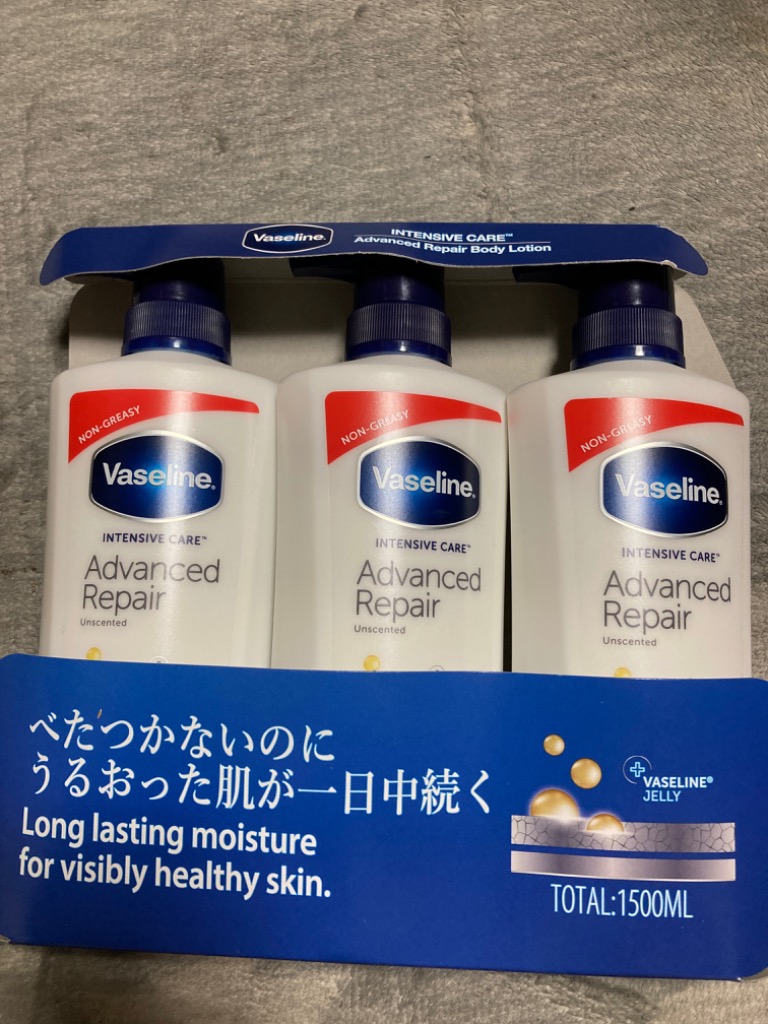 Vaseline.
INTENSIVE CARE™
Advanced Repair Body Lotion
NON-GREASY
Vaseline®
INTENSIVE CARE™
Advanced
Repair
Unscented
NON-GREASY
Vaseline®
INTENSIVE CARE™
Advanced
Repair
Unscented
NON-GREASY
Vaseline®
INTENSIVE CARE™
Advanced
Repair
Unscented
べたつかないのに
うるおった肌が一日中続く
Long lasting moisture
for visibly healthy skin.
VASELINE®
JELLY
TOTAL:1500ML